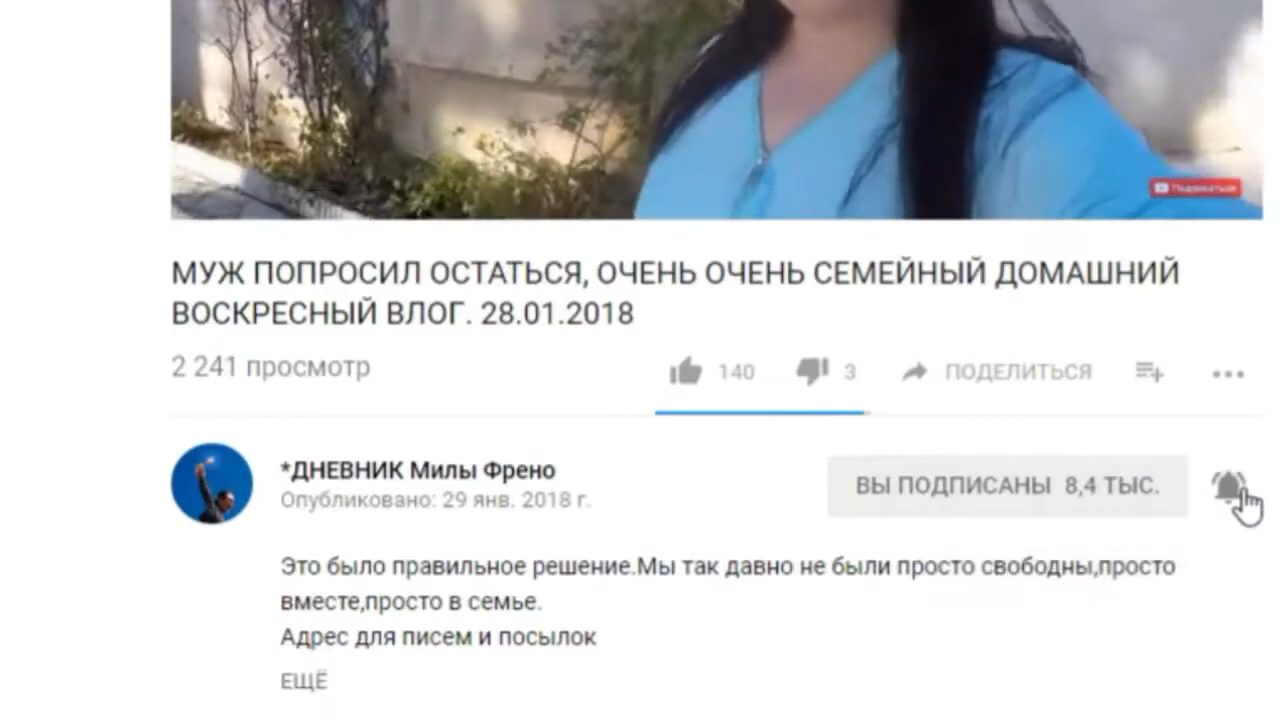 Подписаться
МУЖ ПОПРОСИЛ ОСТАТЬСЯ, ОЧЕНЬ ОЧЕНЬ СЕМЕЙНЫЙ ДОМАШНИЙ
ВОСКРЕСНЫЙ ВЛОГ. 28.01.2018
2 241 просмотр
140
3
ПОДЕЛИТЬСЯ
*ДНЕВНИК Милы Френо
Опубликовано: 29 янв. 2018 г.
ВЫ ПОДПИСАНЫ 8,4 ТЫС.
Это было правильное решение.Мы так давно не были просто свободны,просто
вместе,просто в семье.
Адрес для писем и посылок
ЕЩЁ